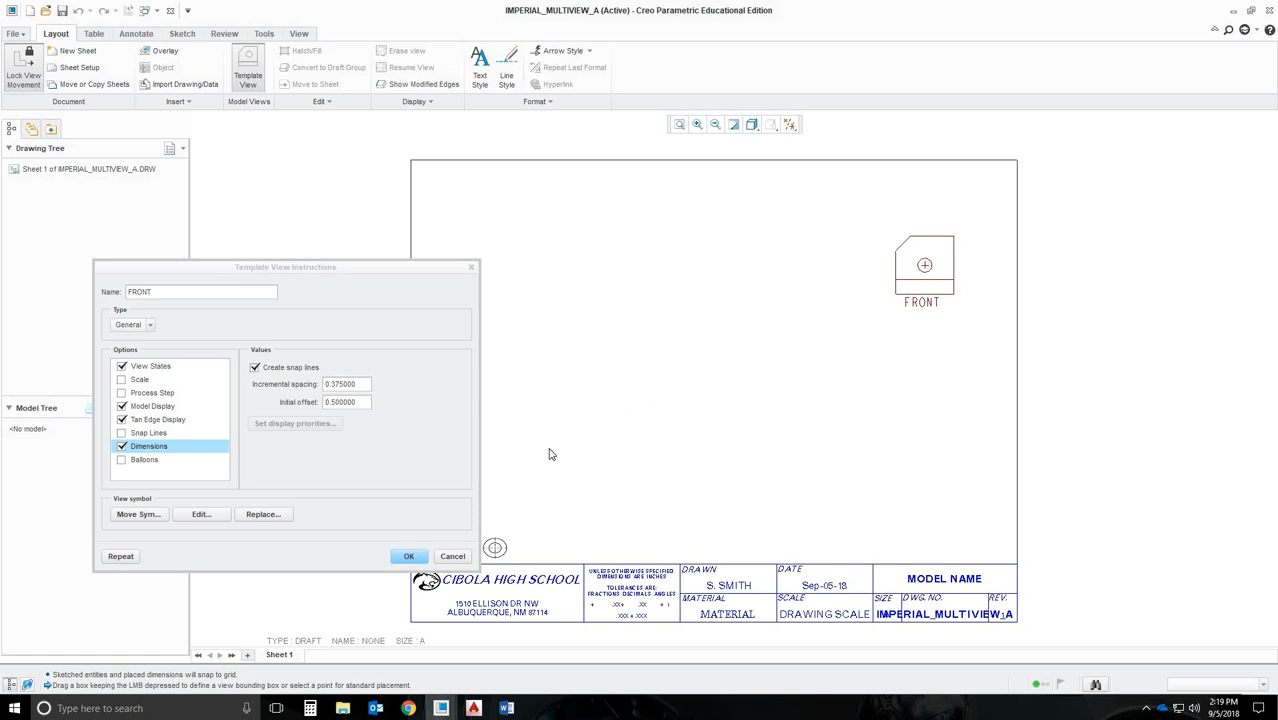 IMPERIAL_MULTIVIEW_A (Active) - Creo Parametric Educational Edition
File Layout Table Annotate Sketch Review Tools View
Lock View Movement
New Sheet
Sheet Setup
Move or Copy Sheets
Document
Overlay
Object
Import Drawing/Data
Insert
Template View
Model Views
Hatch/Fill
Convert to Draft Group
Move to Sheet
Edit
Erase view
Resume View
Show Modified Edges
Display
Text Style
Line Style
Arrow Style
Repeat Last Format
Hyperlink
Format
Drawing Tree
Sheet 1 of IMPERIAL_MULTIVIEW_A.DRW
Model Tree
<No model>
Template View Instructions
Name: FRONT
Type
General
Options
View States
Scale
Process Step
Model Display
Tan Edge Display
Snap Lines
Dimensions
Balloons
Values
Create snap lines
Incremental spacing: 0.375000
Initial offset: 0.500000
Set display priorities...
View symbol
Move Sym... Edit... Replace...
Repeat OK Cancel
FRONT
CIBOLA HIGH SCHOOL
1510 ELLISON DR NW
ALBUQUERQUE, NM 87114
UNLESS OTHERWISE SPECIFIED
DIMENSIONS ARE INCHES
TOLERANCES ARE:
FRACTIONS DECIMALS ANGLES
DRAWN
S. SMITH
DATE
Sep-05-18
MODEL NAME
MATERIAL
MATERIAL
SCALE
DRAWING SCALE
SIZE
DWG. NO.
IMPERIAL_MULTIVIEW_A
REV.
1
TYPE : DRAFT NAME : NONE SIZE : A
Sheet 1
Sketched entities and placed dimensions will snap to grid.
Drag a box keeping the LMB depressed to define a view bounding box or select a point for standard placement.
Type here to search
2:19 PM
9/5/2018